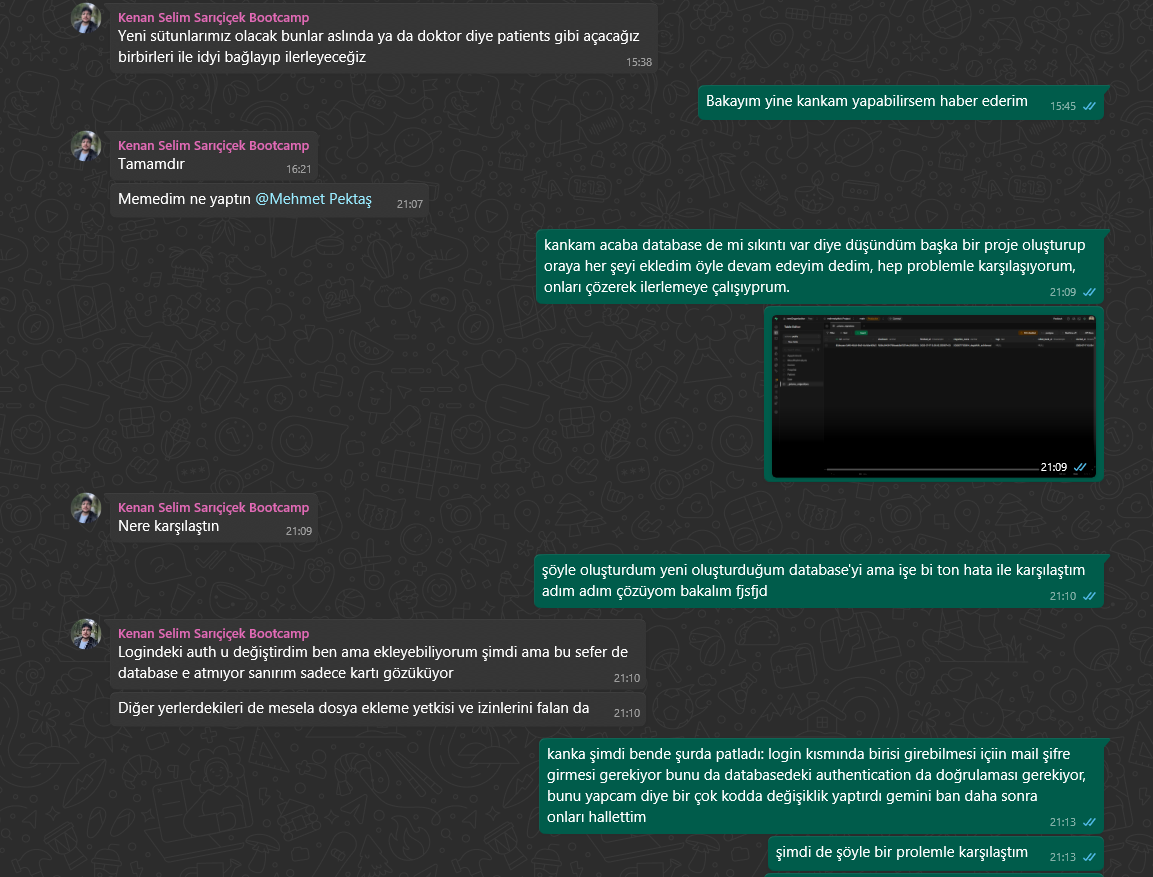 Kenan Selim Sarıçiçek Bootcamp
Yeni sütunlarımız olacak bunlar aslında ya da doktor diye patients gibi açacağız
birbirleri ile idyi bağlayıp ilerleyeceğiz
15:38
Bakayım yine kankam yapabilirsem haber ederim
15:45
Kenan Selim Sarıçiçek Bootcamp
Tamamdır
16:21
Memedim ne yaptın @Mehmet Pektaş
21:07
kankam acaba database de mi sıkıntı var diye düşündüm başka bir proje oluşturup
oraya her şeyi ekledim öyle devam edeyim dedim, hep problemle karşılaşıyorum,
onları çözerek ilerlemeye çalışıyprum.
21:09
21:09
Kenan Selim Sarıçiçek Bootcamp
Nere karşılaştın
21:09
şöyle oluşturdum yeni oluşturduğum database'yi ama işe bi ton hata ile karşılaştım
adım adım çözüyom bakalım fjsfjd
21:10
Kenan Selim Sarıçiçek Bootcamp
Logindeki auth u değiştirdim ben ama ekleyebiliyorum şimdi ama bu sefer de
database e atmıyor sanırım sadece kartı gözüküyor
21:10
Diğer yerlerdekileri de mesela dosya ekleme yetkisi ve izinlerini falan da
21:10
kanka şimdi bende şurda patladı: login kısmında birisi girebilmesi içiin mail şifre
girmesi gerekiyor bunu da databasedeki authentication da doğrulaması gerekiyor,
bunu yapcam diye bir çok kodda değişiklik yaptırdı gemini ban daha sonra
onları hallettim
21:13
şimdi de şöyle bir prolemle karşılaştım
21:13